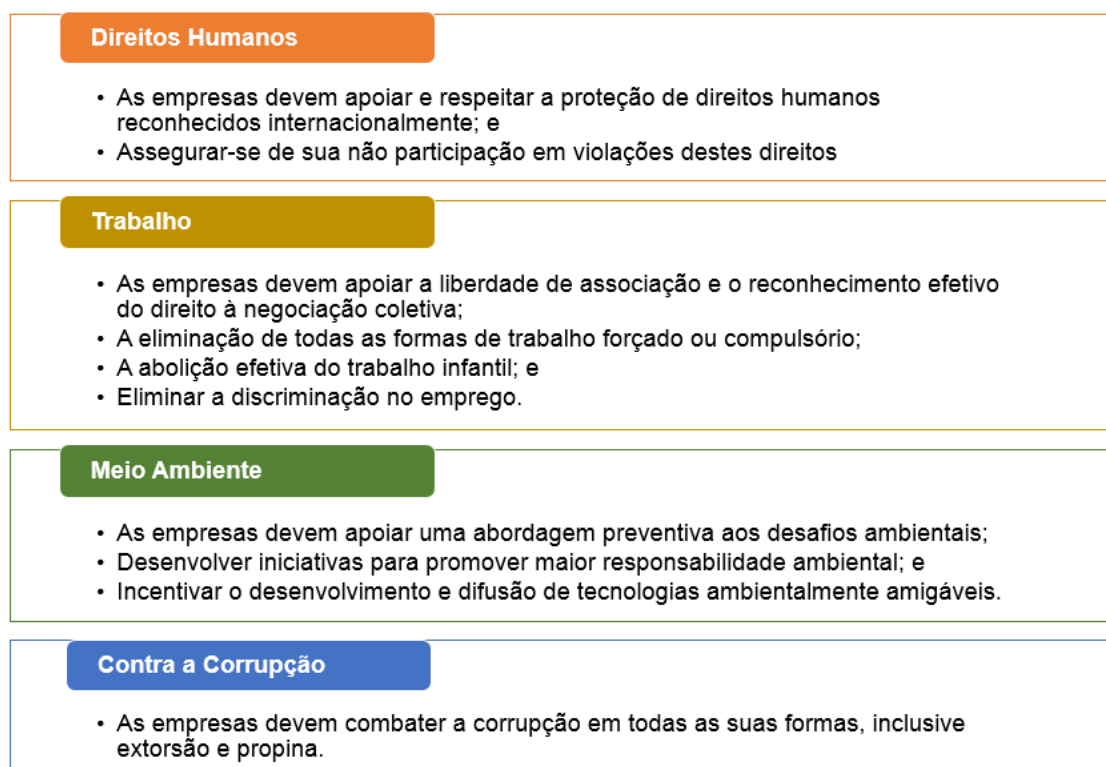 Direitos Humanos
• As empresas devem apoiar e respeitar a proteção de direitos humanos
reconhecidos internacionalmente; e
• Assegurar-se de sua não participação em violações destes direitos
Trabalho
• As empresas devem apoiar a liberdade de associação e o reconhecimento efetivo
do direito à negociação coletiva;
• A eliminação de todas as formas de trabalho forçado ou compulsório;
• A abolição efetiva do trabalho infantil; e
• Eliminar a discriminação no emprego.
Meio Ambiente
• As empresas devem apoiar uma abordagem preventiva aos desafios ambientais;
• Desenvolver iniciativas para promover maior responsabilidade ambiental; e
• Incentivar o desenvolvimento e difusão de tecnologias ambientalmente amigáveis.
Contra a Corrupção
• As empresas devem combater a corrupção em todas as suas formas, inclusive
extorsão e propina.